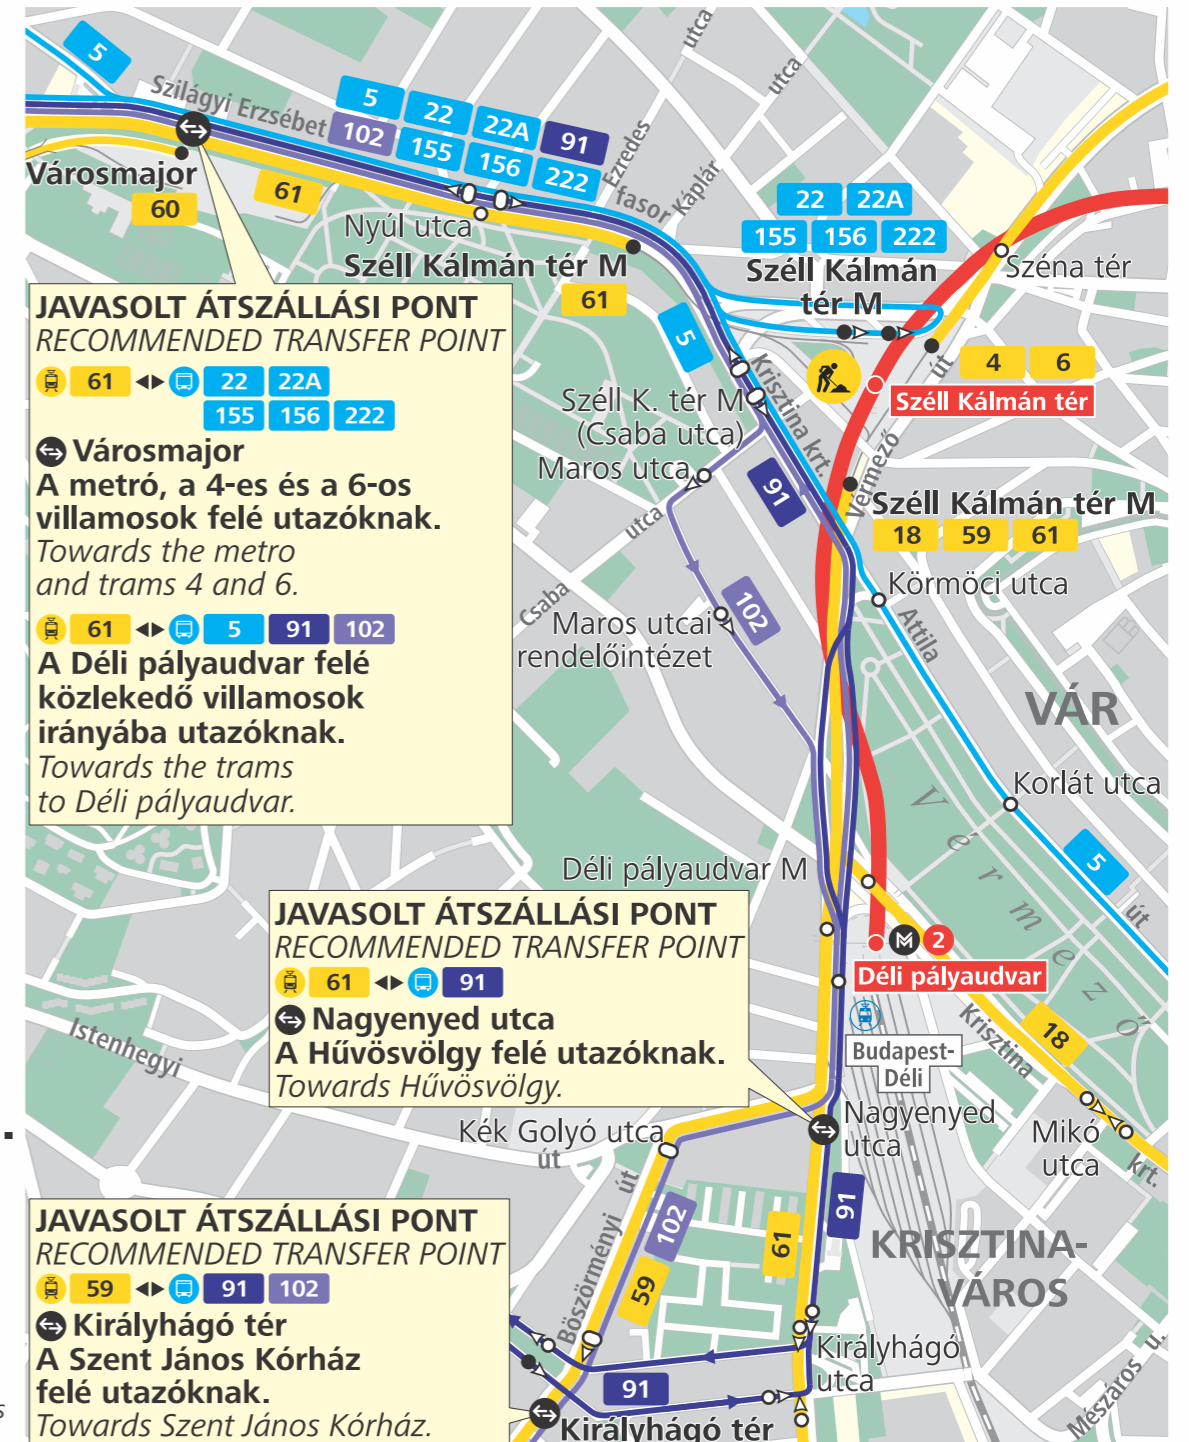 5
Szilágyi Erzsébet
fasor
5 22 22A 91
102 155 156 222
Ezredes
utca
Káplár
utca
Városmajor
60
61
Nyúl utca
Széll Kálmán tér M
61
22 22A
155 156 222
Széll Kálmán
tér M
Széna tér
4 6
Széll Kálmán tér
JAVASOLT ÁTSZÁLLÁSI PONT
RECOMMENDED TRANSFER POINT
61 22 22A
155 156 222
Városmajor
A metró, a 4-es és a 6-os
villamosok felé utazóknak.
Towards the metro
and trams 4 and 6.
61 5 91 102
A Déli pályaudvar felé
közlekedő villamosok
irányába utazóknak.
Towards the trams
to Déli pályaudvar.
5
Krisztina krt.
Széll K. tér M
(Csaba utca)
Maros utca
91
Vérmező
út
Széll Kálmán tér M
18 59 61
Csaba
utca
102
Maros utcai
rendelőintézet
Körmöci utca
Attila
út
VÁR
Korlát utca
5
Vérmező
Déli pályaudvar M
M 2
Déli pályaudvar
Budapest-
Déli
JAVASOLT ÁTSZÁLLÁSI PONT
RECOMMENDED TRANSFER POINT
61 91
Nagyenyed utca
A Hűvösvölgy felé utazóknak.
Towards Hűvösvölgy.
Istenhegyi
út
Krisztina
krt.
18
Kék Golyó utca
Nagyenyed
utca
Mikó
utca
Böszörményi
út
102
59
61
91
KRISZTINA-
VÁROS
JAVASOLT ÁTSZÁLLÁSI PONT
RECOMMENDED TRANSFER POINT
59 91 102
Királyhágó tér
A Szent János Kórház
felé utazóknak.
Towards Szent János Kórház.
Királyhágó
utca
91
Királyhágó tér
Mészáros u.
s